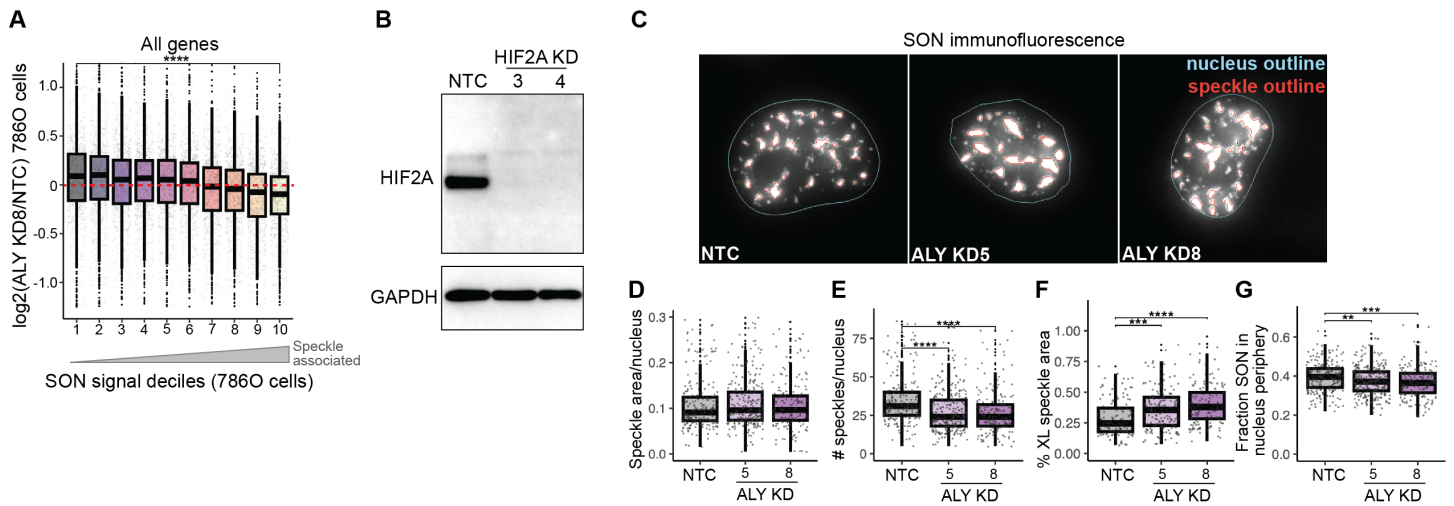 A
All genes
****
log2(ALY KD8/NTC) 786O cells
1.0
0.5
0
-0.5
-1.0
1 2 3 4 5 6 7 8 9 10
Speckle
associated
SON signal deciles (786O cells)
B
HIF2A KD
NTC 3 4
HIF2A
GAPDH
C
SON immunofluorescence
nucleus outline
speckle outline
NTC
ALY KD5
ALY KD8
D
Speckle area/nucleus
0.3
0.2
0.1
0.0
NTC 5 8
ALY KD
E
# speckles/nucleus
75
50
25
0
****
****
NTC 5 8
ALY KD
F
% XL speckle area
1.00
0.75
0.50
0.25
0.00
****
***
NTC 5 8
ALY KD
G
Fraction SON in
nucleus periphery
0.6
0.4
0.2
0.0
***
**
NTC 5 8
ALY KD